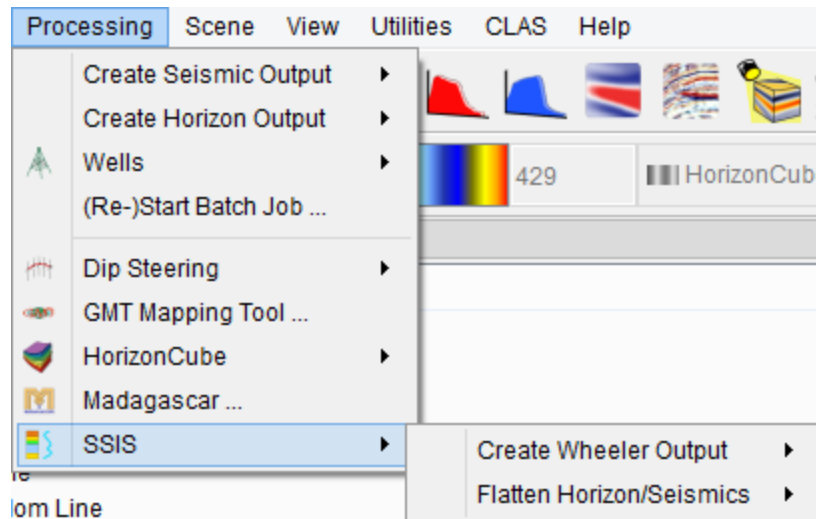 Processing Scene View Utilities CLAS Help
Create Seismic Output
Create Horizon Output
Wells
429 HorizonCub
(Re-)Start Batch Job ...
Dip Steering
GMT Mapping Tool ...
HorizonCube
Madagascar ...
SSIS
Create Wheeler Output
Flatten Horizon/Seismics
om Line